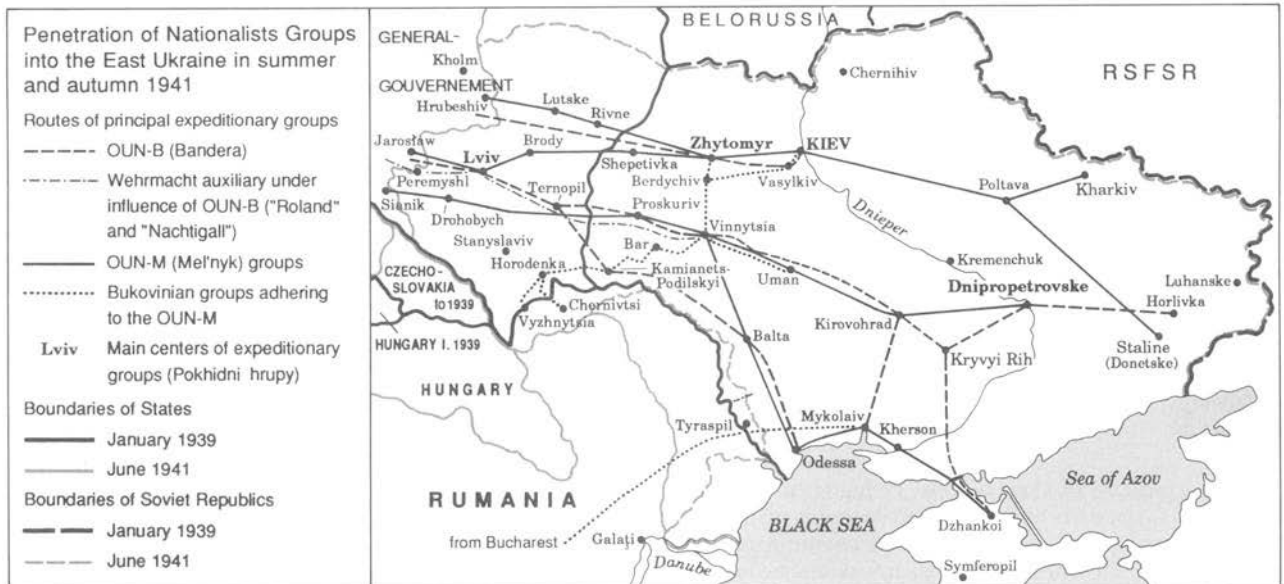 Penetration of Nationalists Groups
into the East Ukraine in summer
and autumn 1941
Routes of principal expeditionary groups
OUN-B (Bandera)
Wehrmacht auxiliary under
influence of OUN-B ("Roland"
and "Nachtigall")
OUN-M (Mel'nyk) groups
Bukovinian groups adhering
to the OUN-M
Lviv Main centers of expeditionary
groups (Pokhidni hrupy)
Boundaries of States
January 1939
June 1941
Boundaries of Soviet Republics
January 1939
June 1941
BELORUSSIA
GENERAL-
GOUVERNEMENT
Kholm
Chernihiv
RSFSR
Hrubeshiv
Lutske
Rivne
Jarosław
Lviv
Brody
Shepetivka
Zhytomyr
KIEV
Peremyshl
Berdychiv
Vasylkiv
Poltava
Kharkiv
Sianik
Drohobych
Ternopil
Proskuriv
Vinnytsia
Dnieper
Stanyslaviv
Bar
Horodenka
Kamianets-
Podilskyi
Uman
Kremenchuk
CZECHO-
SLOVAKIA
to 1939
Chornivtsi
Vyzhnytsia
Dnipropetrovske
Luhanske
Horlivka
HUNGARY I. 1939
Balta
Kirovohrad
Kryvyi Rih
Staline
(Donetske)
HUNGARY
Tyraspil
Mykolaiv
Kherson
Odessa
Sea of Azov
RUMANIA
BLACK SEA
Dzhankoi
from Bucharest
Galaţi
Danube
Symferopil